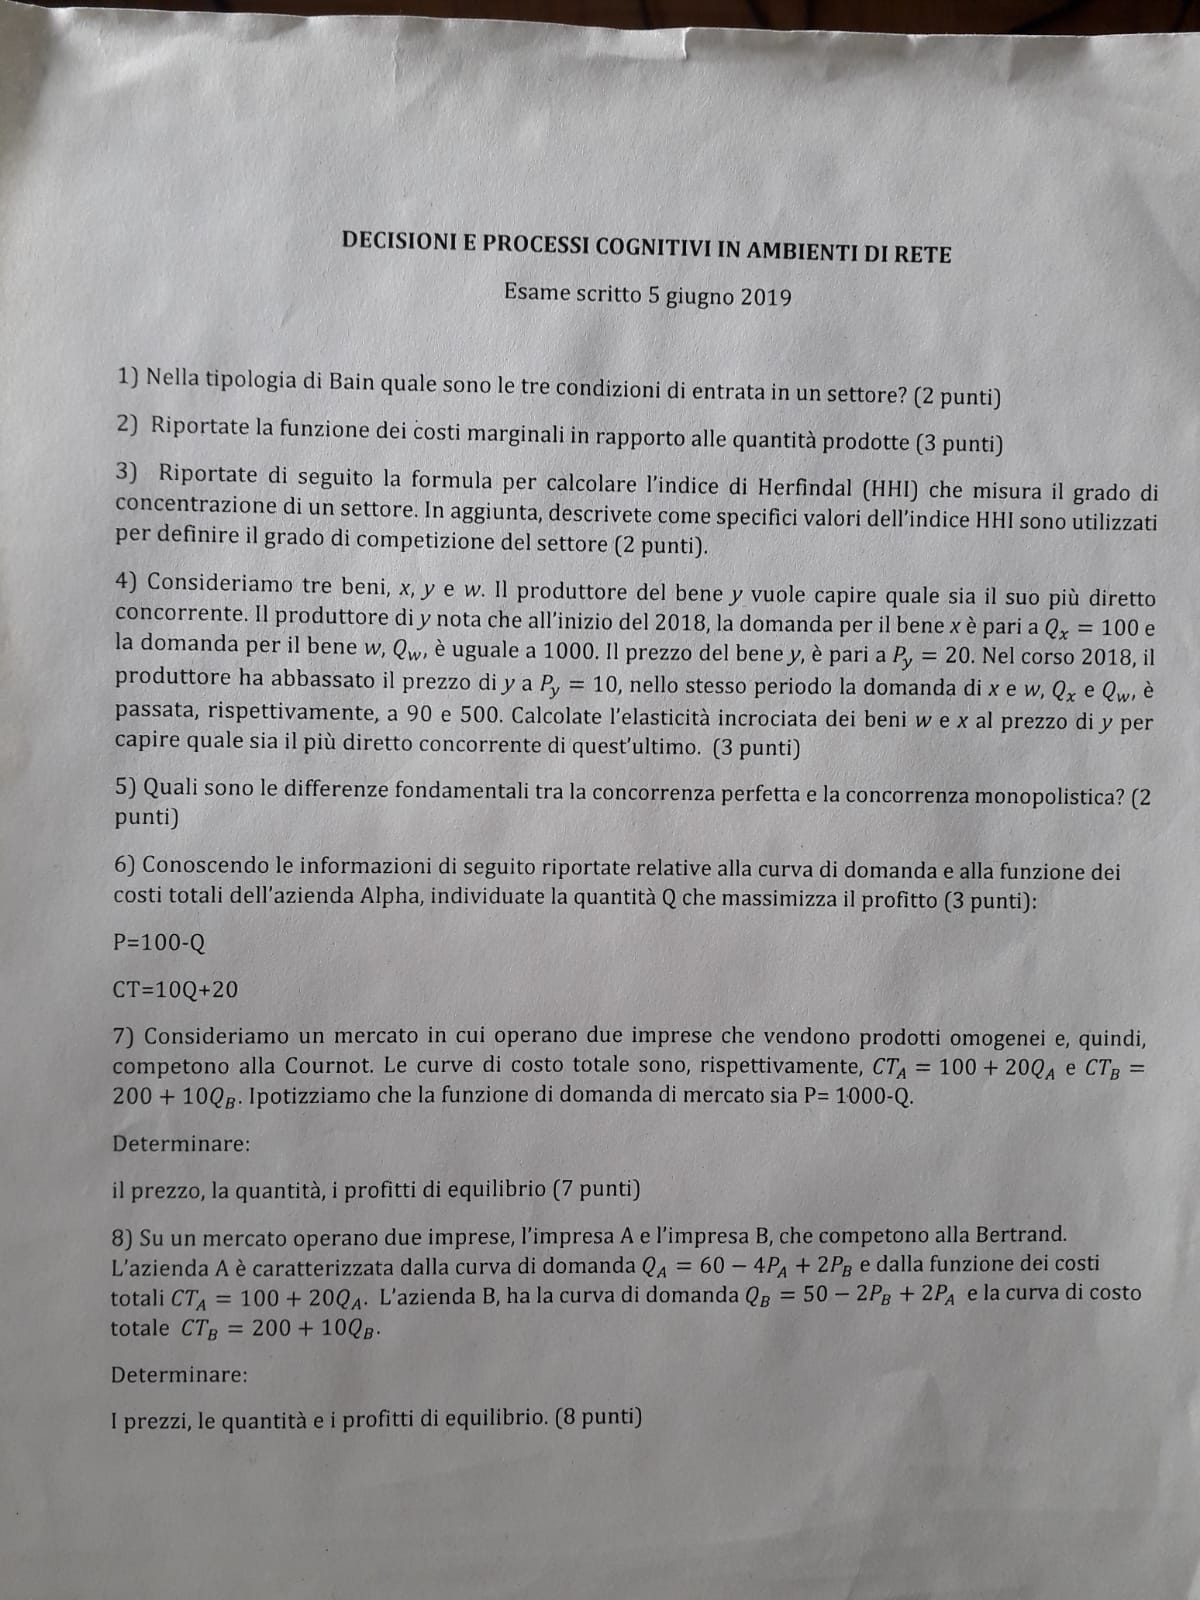 DECISIONI E PROCESSI COGNITIVI IN AMBIENTI DI RETE
Esame scritto 5 giugno 2019
1) Nella tipologia di Bain quale sono le tre condizioni di entrata in un settore? (2 punti)
2) Riportate la funzione dei costi marginali in rapporto alle quantità prodotte (3 punti)
3) Riportate di seguito la formula per calcolare l'indice di Herfindal (HHI) che misura il grado di
concentrazione di un settore. In aggiunta, descrivete come specifici valori dell'indice HHI sono utilizzati
per definire il grado di competizione del settore (2 punti).
4) Consideriamo tre beni, x, y e w. Il produttore del bene y vuole capire quale sia il suo più diretto
concorrente. Il produttore di y nota che all'inizio del 2018, la domanda per il bene x è pari a Qₓ = 100 e
la domanda per il bene w, Q_w, è uguale a 1000. Il prezzo del bene y, è pari a P_y = 20. Nel corso 2018, il
produttore ha abbassato il prezzo di y a P_y = 10, nello stesso periodo la domanda di x e w, Qₓ e Q_w, è
passata, rispettivamente, a 90 e 500. Calcolate l'elasticità incrociata dei beni w e x al prezzo di y per
capire quale sia il più diretto concorrente di quest'ultimo. (3 punti)
5) Quali sono le differenze fondamentali tra la concorrenza perfetta e la concorrenza monopolistica? (2
punti)
6) Conoscendo le informazioni di seguito riportate relative alla curva di domanda e alla funzione dei
costi totali dell'azienda Alpha, individuate la quantità Q che massimizza il profitto (3 punti):
P=100-Q
CT=10Q+20
7) Consideriamo un mercato in cui operano due imprese che vendono prodotti omogenei e, quindi,
competono alla Cournot. Le curve di costo totale sono, rispettivamente, CT_A = 100 + 20Q_A e CT_B =
200 + 10Q_B. Ipotizziamo che la funzione di domanda di mercato sia P= 1000-Q.
Determinare:
il prezzo, la quantità, i profitti di equilibrio (7 punti)
8) Su un mercato operano due imprese, l'impresa A e l'impresa B, che competono alla Bertrand.
L'azienda A è caratterizzata dalla curva di domanda Q_A = 60 − 4P_A + 2P_B e dalla funzione dei costi
totali CT_A = 100 + 20Q_A. L'azienda B, ha la curva di domanda Q_B = 50 − 2P_B + 2P_A e la curva di costo
totale CT_B = 200 + 10Q_B.
Determinare:
I prezzi, le quantità e i profitti di equilibrio. (8 punti)